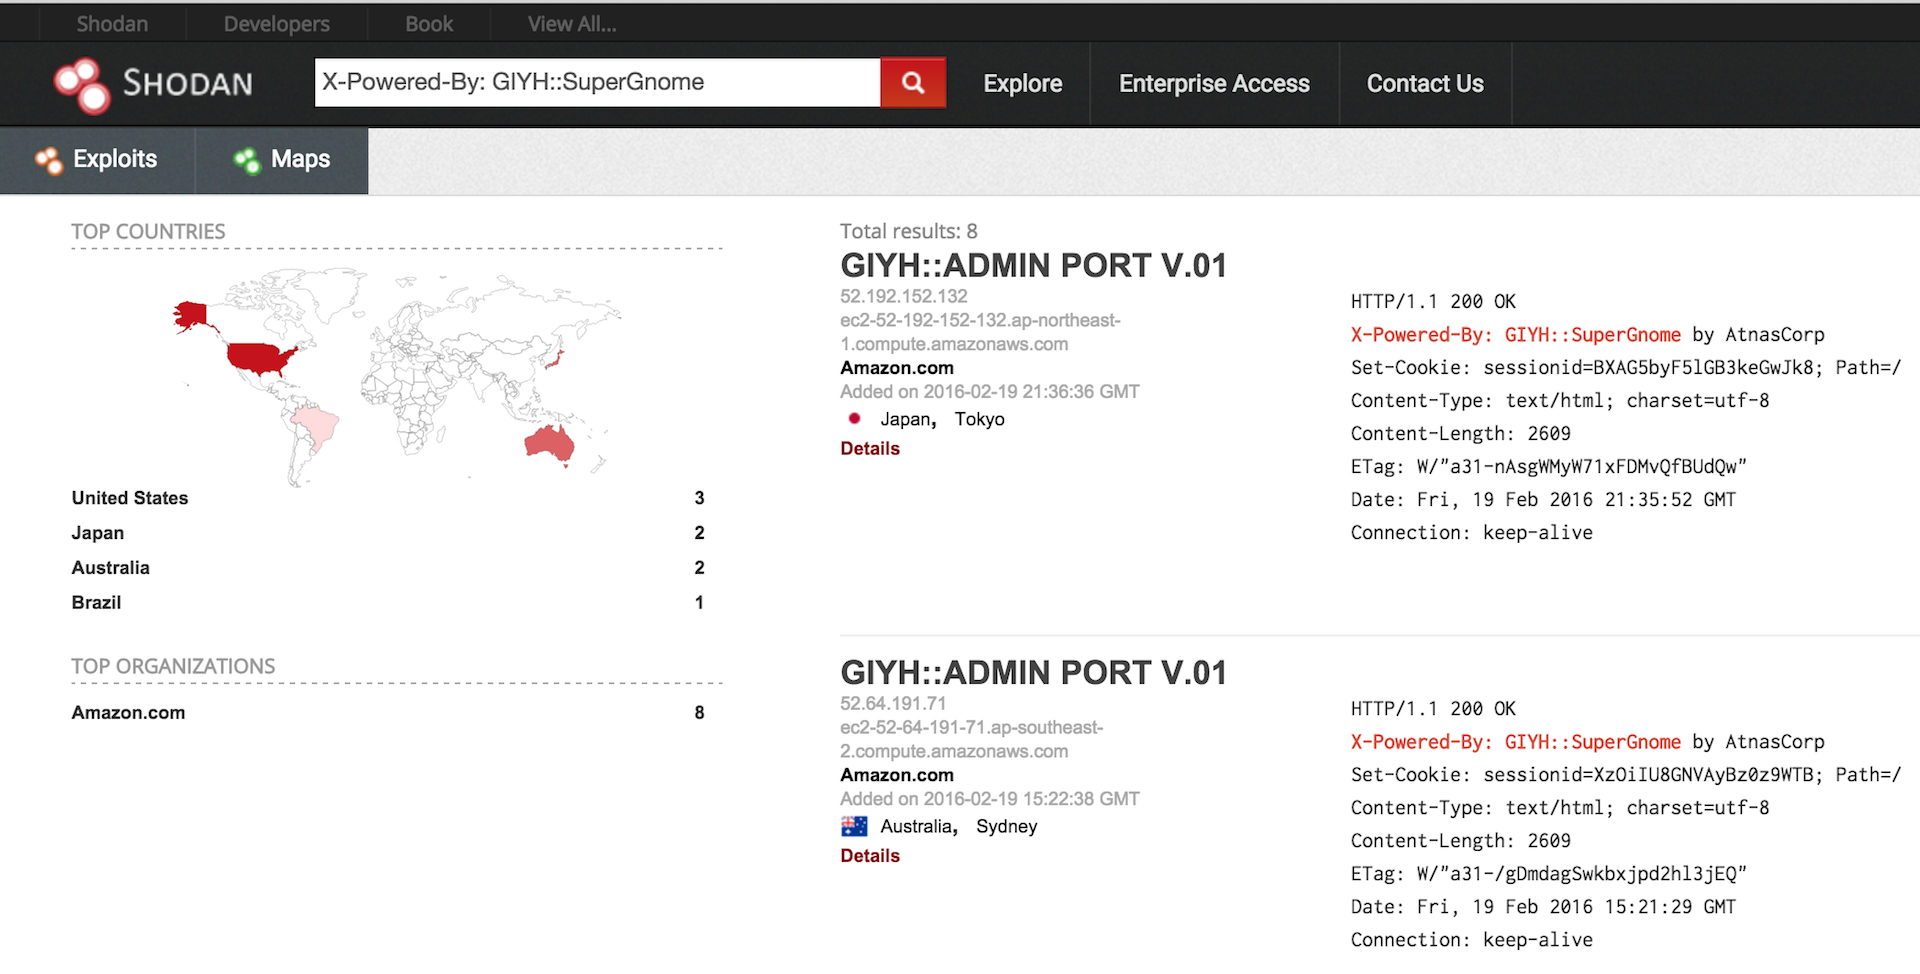 Shodan Developers Book View All...
SHODAN X-Powered-By: GIYH::SuperGnome Explore Enterprise Access Contact Us
Exploits Maps
TOP COUNTRIES
United States 3
Japan 2
Australia 2
Brazil 1
TOP ORGANIZATIONS
Amazon.com 8
Total results: 8
GIYH::ADMIN PORT V.01
52.192.152.132
ec2-52-192-152-132.ap-northeast-
1.compute.amazonaws.com
Amazon.com
Added on 2016-02-19 21:36:36 GMT
Japan, Tokyo
Details
HTTP/1.1 200 OK
X-Powered-By: GIYH::SuperGnome by AtnasCorp
Set-Cookie: sessionid=BXAG5byF5lGB3keGwJk8; Path=/
Content-Type: text/html; charset=utf-8
Content-Length: 2609
ETag: W/"a31-nAsgWMyW71xFDMvQfBUdQw"
Date: Fri, 19 Feb 2016 21:35:52 GMT
Connection: keep-alive
GIYH::ADMIN PORT V.01
52.64.191.71
ec2-52-64-191-71.ap-southeast-
2.compute.amazonaws.com
Amazon.com
Added on 2016-02-19 15:22:38 GMT
Australia, Sydney
Details
HTTP/1.1 200 OK
X-Powered-By: GIYH::SuperGnome by AtnasCorp
Set-Cookie: sessionid=XzOiIU8GNVAyBz0z9WTB; Path=/
Content-Type: text/html; charset=utf-8
Content-Length: 2609
ETag: W/"a31-/gDmdagSwkbxjpd2hl3jEQ"
Date: Fri, 19 Feb 2016 15:21:29 GMT
Connection: keep-alive